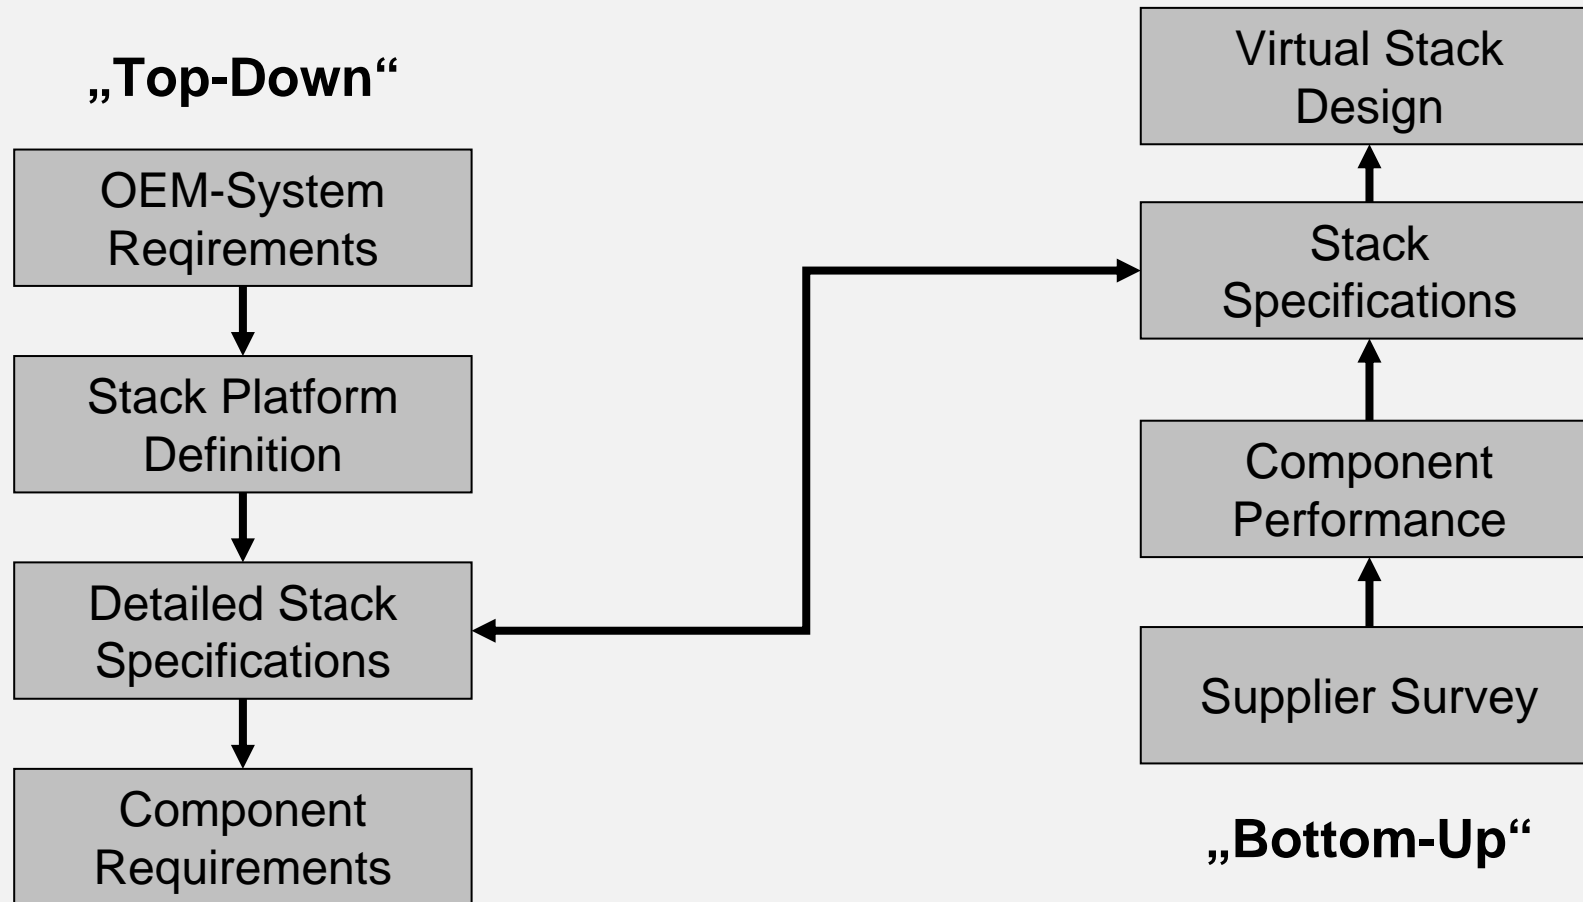 „Top-Down“
OEM-System
Reqirements
Stack Platform
Definition
Detailed Stack
Specifications
Component
Requirements
Virtual Stack
Design
Stack
Specifications
Component
Performance
Supplier Survey
„Bottom-Up“